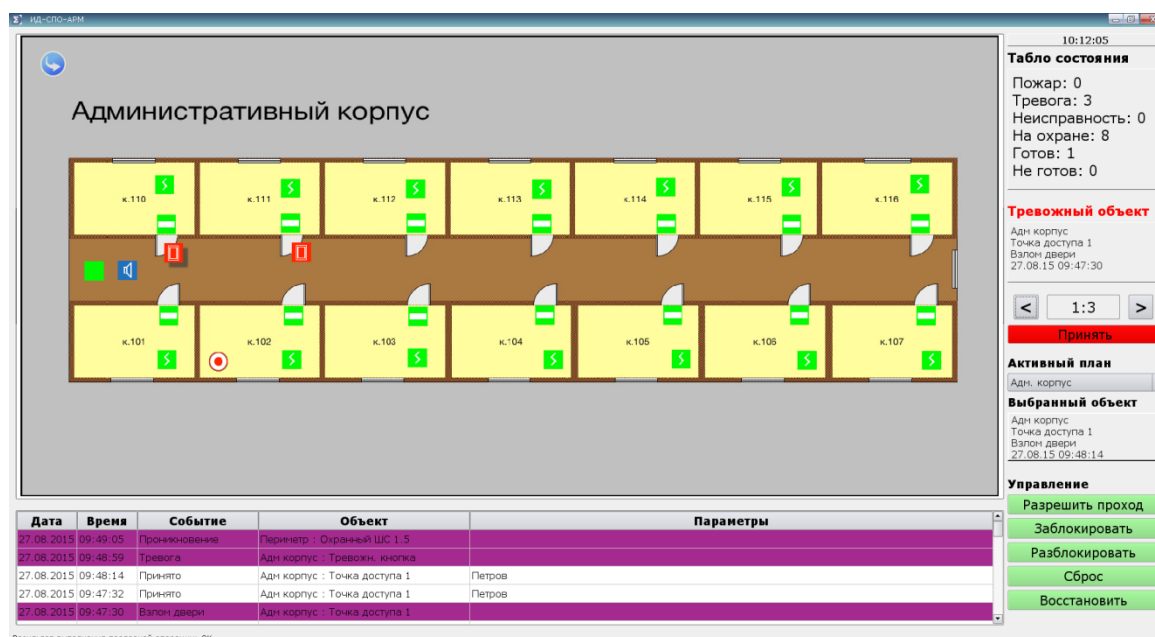 ИД-СПО-АРМ
Административный корпус
к.110 к.111 к.112 к.113 к.114 к.115 к.116
к.101 к.102 к.103 к.104 к.105 к.106 к.107
10:12:05
Табло состояния
Пожар: 0
Тревога: 3
Неисправность: 0
На охране: 8
Готов: 1
Не готов: 0
Тревожный объект
Адм корпус
Точка доступа 1
Взлом двери
27.08.15 09:47:30
< 1:3 >
Принять
Активный план
Адм. корпус
Выбранный объект
Адм корпус
Точка доступа 1
Взлом двери
27.08.15 09:48:14
Управление
Разрешить проход
Заблокировать
Разблокировать
Сброс
Восстановить
Дата Время Событие Объект Параметры
27.08.2015 09:49:05 Проникновение Периметр : Охранный ШС 1.5
27.08.2015 09:48:59 Тревога Адм корпус : Тревожн. кнопка
27.08.2015 09:48:14 Принято Адм корпус : Точка доступа 1 Петров
27.08.2015 09:47:32 Принято Адм корпус : Точка доступа 1 Петров
27.08.2015 09:47:30 Взлом двери Адм корпус : Точка доступа 1